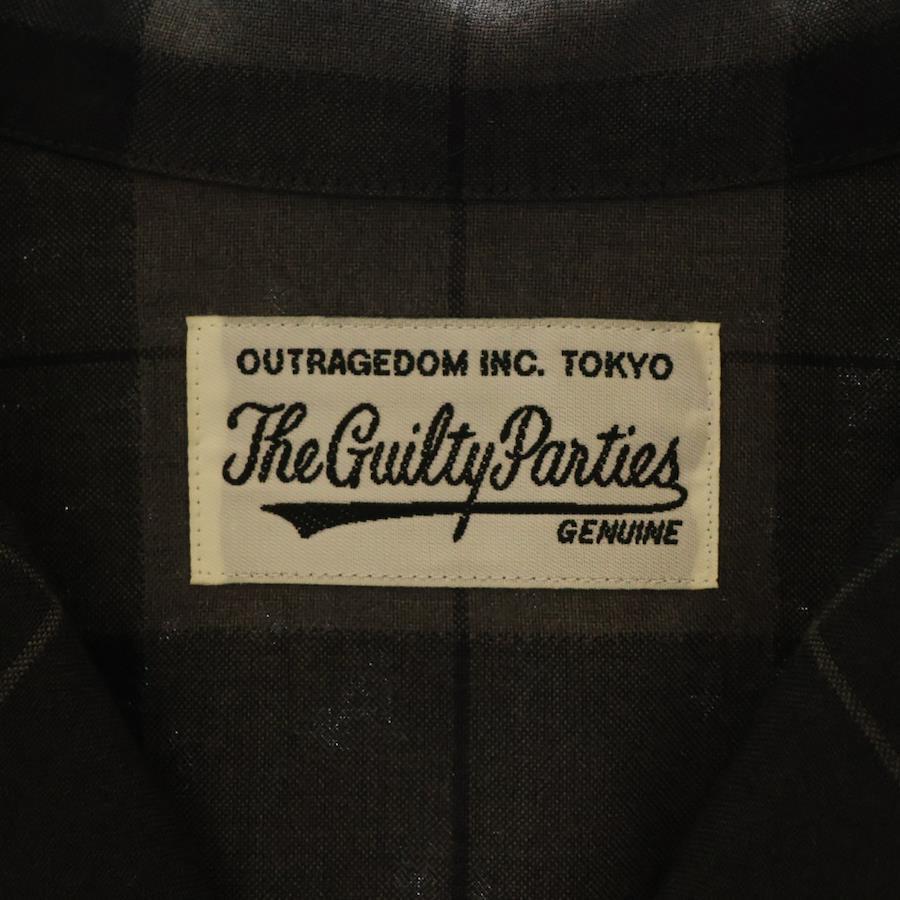 OUTRAGEDOM INC. TOKYO
The Guilty Parties
GENUINE